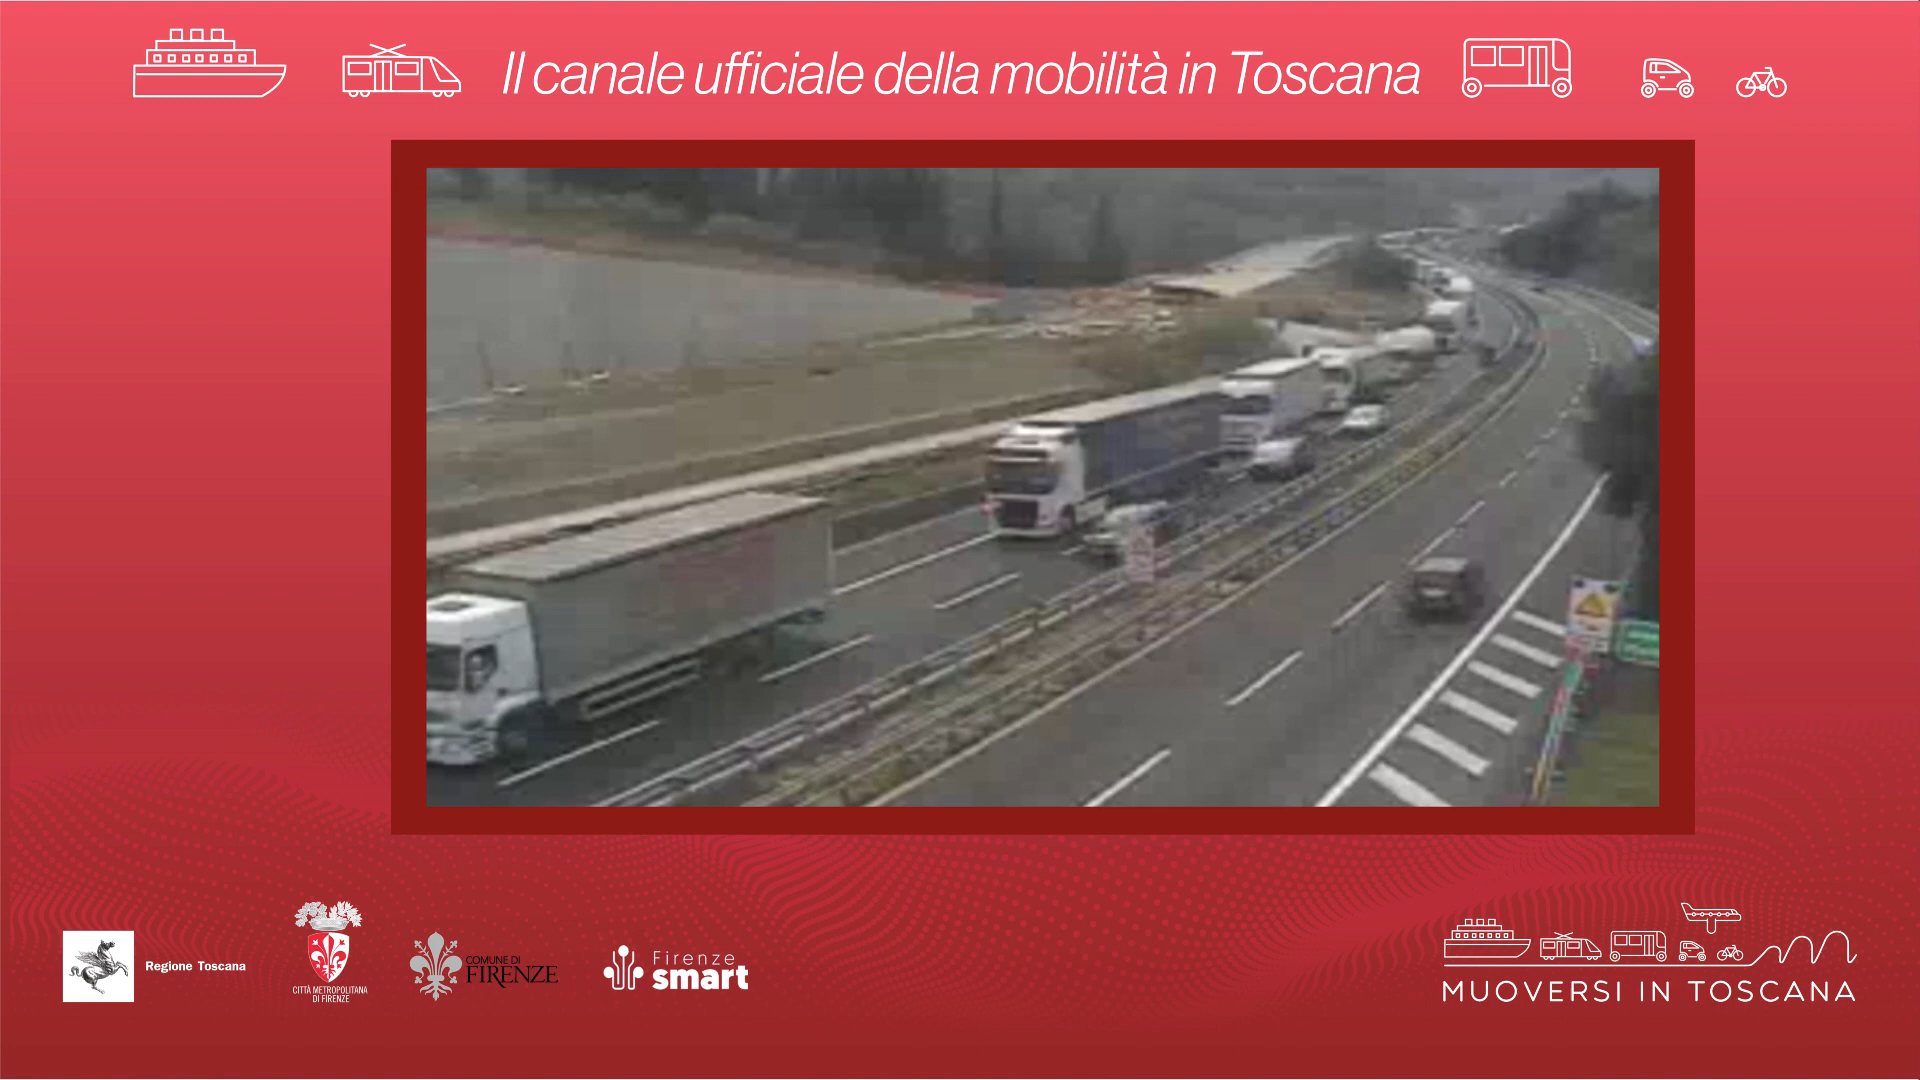 Il canale ufficiale della mobilità in Toscana
Regione Toscana
CITTÀ METROPOLITANA
DI FIRENZE
COMUNE DI
FIRENZE
Firenze
smart
MUOVERSI IN TOSCANA